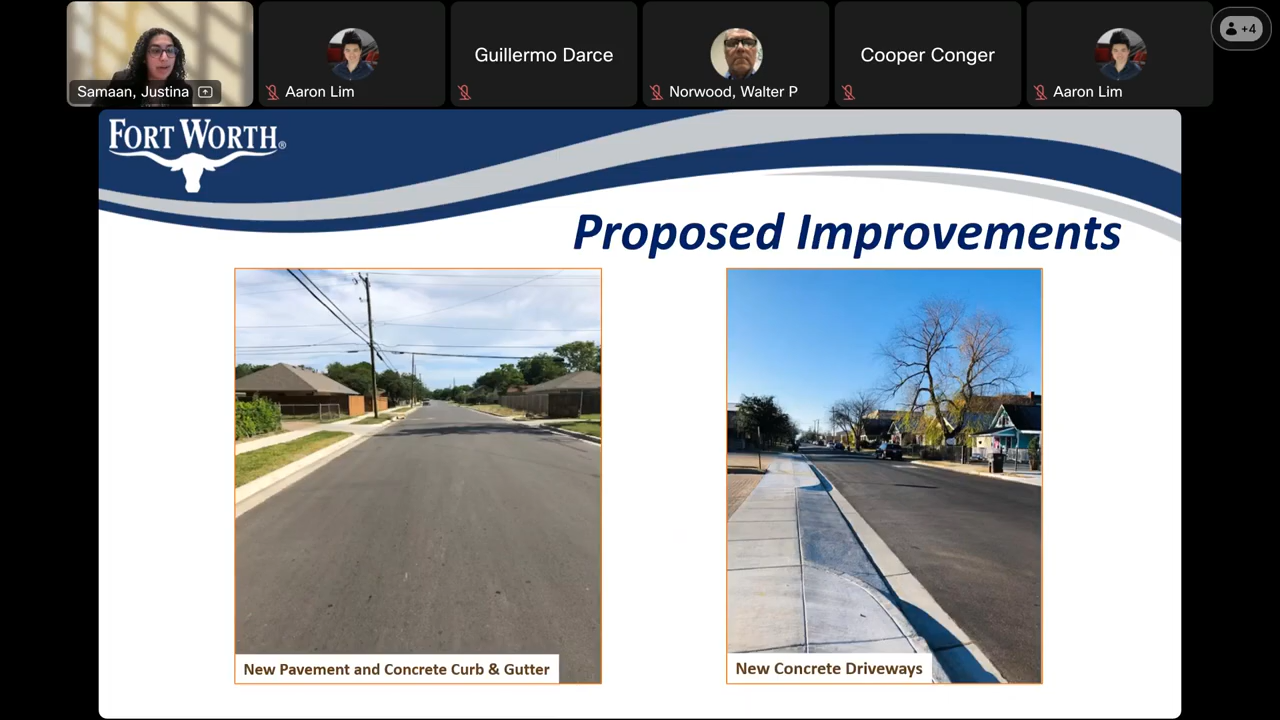 Samaan, Justina
Aaron Lim
Guillermo Darce
Norwood, Walter P
Cooper Conger
Aaron Lim
+4
FORT WORTH®
Proposed Improvements
New Pavement and Concrete Curb & Gutter
New Concrete Driveways